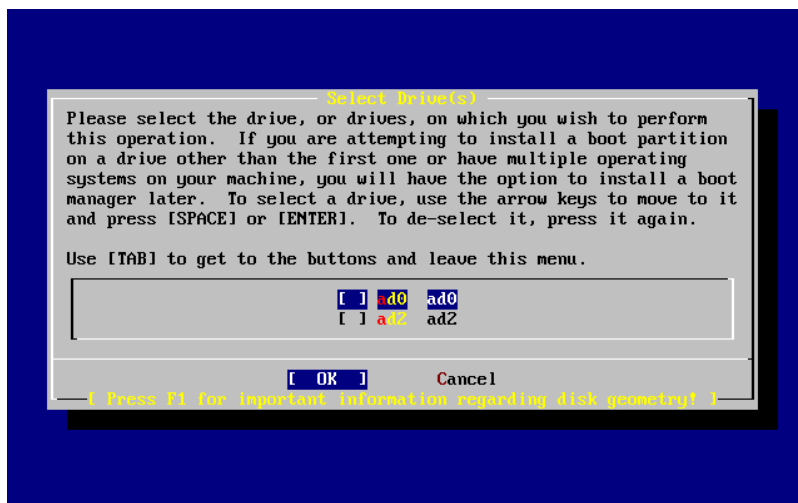 Select Drive(s)
Please select the drive, or drives, on which you wish to perform
this operation.  If you are attempting to install a boot partition
on a drive other than the first one or have multiple operating
systems on your machine, you will have the option to install a boot
manager later.  To select a drive, use the arrow keys to move to it
and press [SPACE] or [ENTER].  To de-select it, press it again.
Use [TAB] to get to the buttons and leave this menu.
[ ] ad0  ad0
[ ] ad2  ad2
[  OK  ]  Cancel
[ Press F1 for important information regarding disk geometry! ]